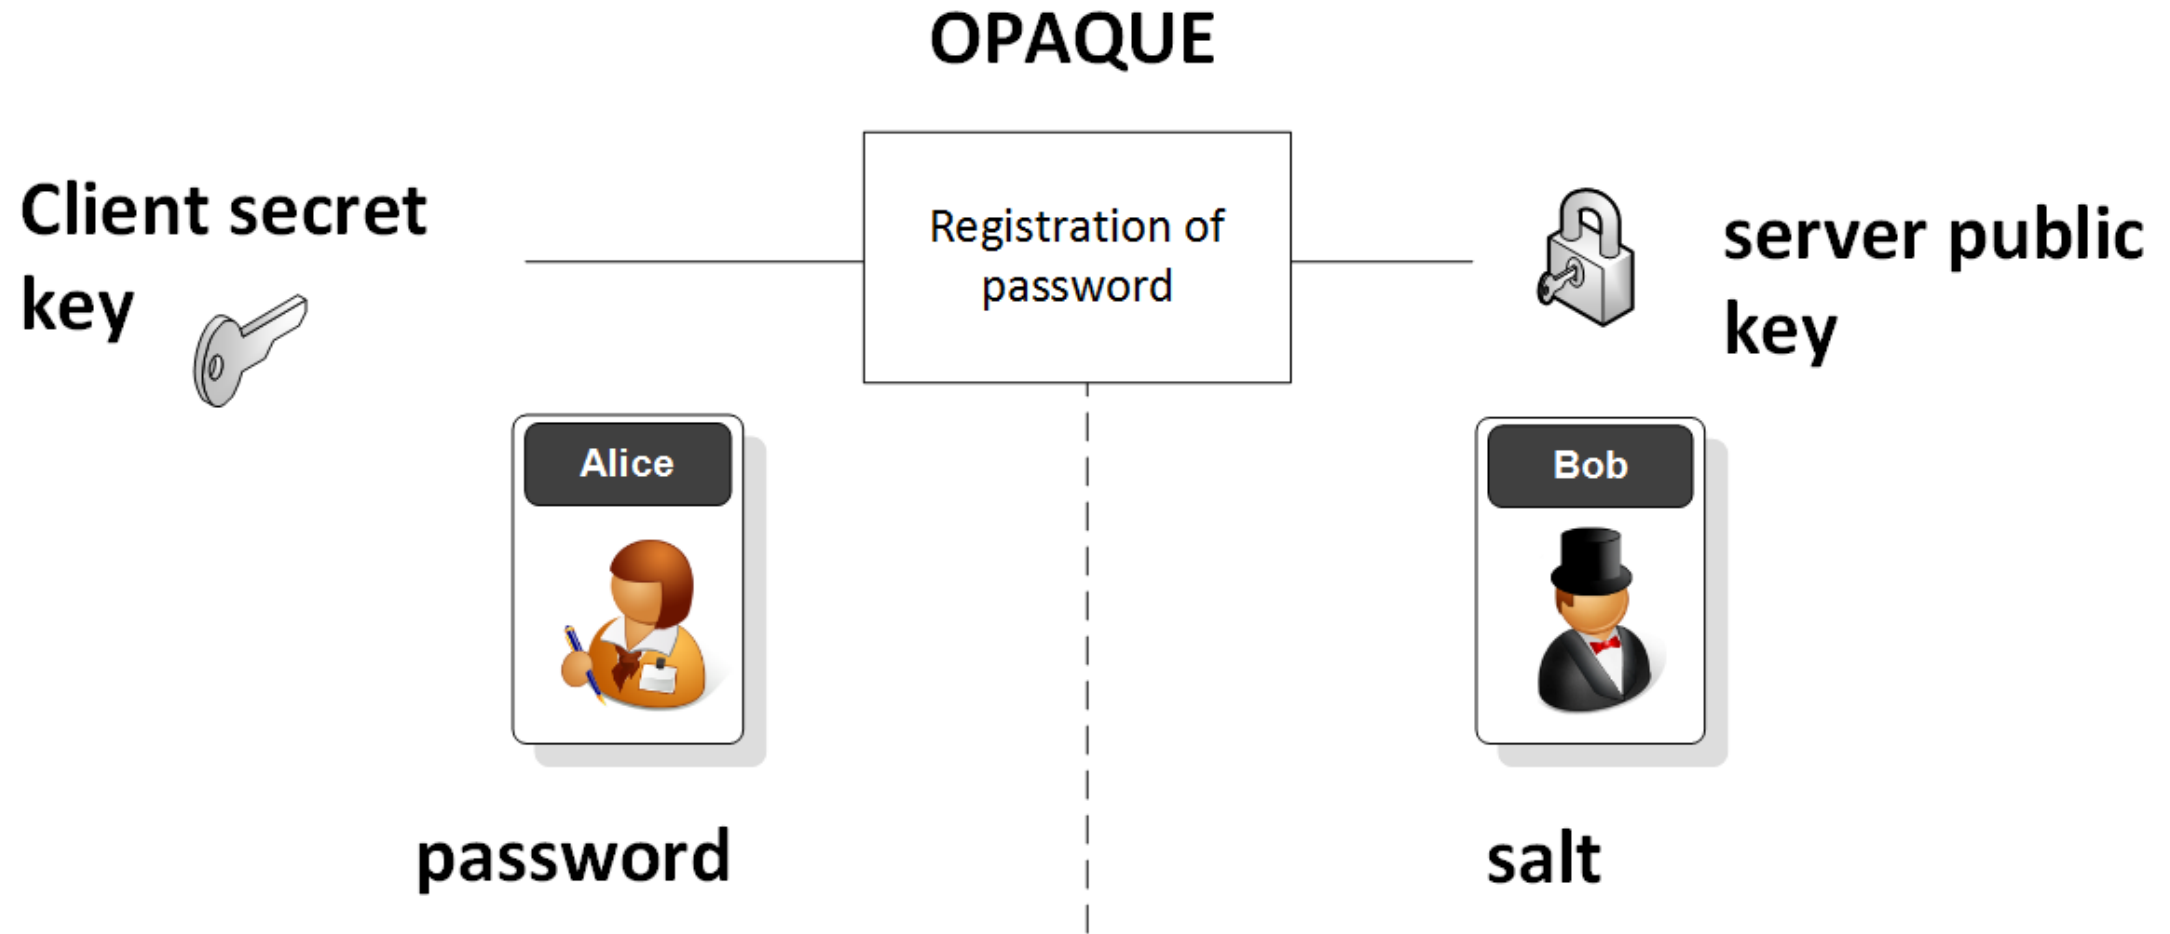 OPAQUE
Client secret
key
Registration of
password
server public
key
Alice
Bob
password
salt